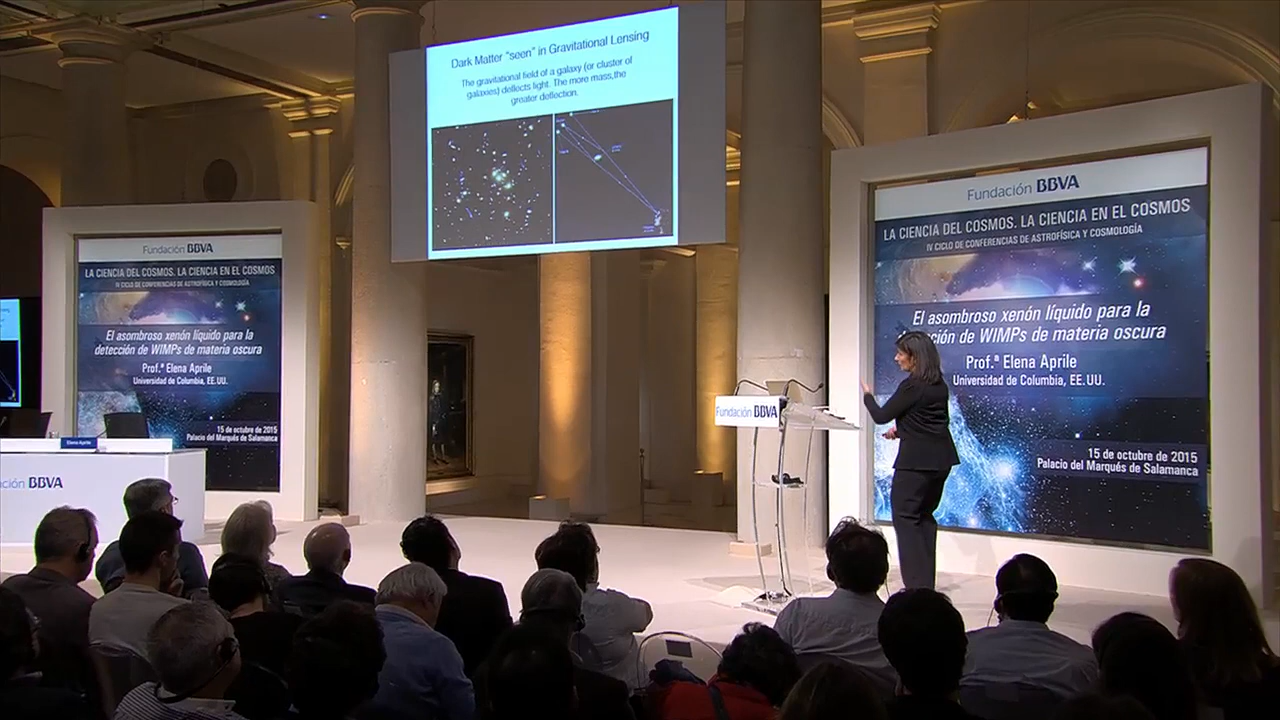 Dark Matter "seen" in Gravitational Lensing
The gravitational field of a galaxy (or cluster of
galaxies) deflects light. The more mass,the
greater deflection.
Fundación BBVA
LA CIENCIA DEL COSMOS. LA CIENCIA EN EL COSMOS
IV CICLO DE CONFERENCIAS DE ASTROFÍSICA Y COSMOLOGÍA
El asombroso xenón líquido para la
detección de WIMPs de materia oscura
Prof.ª Elena Aprile
Universidad de Columbia, EE.UU.
15 de octubre de 2015
Palacio del Marqués de Salamanca
Elena Aprile
ción BBVA
Fundación BBVA
Fundación BBVA
LA CIENCIA DEL COSMOS. LA CIENCIA EN EL COSMOS
IV CICLO DE CONFERENCIAS DE ASTROFÍSICA Y COSMOLOGÍA
El asombroso xenón líquido para la
cción de WIMPs de materia oscura
Prof.ª Elena Aprile
Universidad de Columbia, EE.UU.
15 de octubre de 2015
Palacio del Marqués de Salamanca